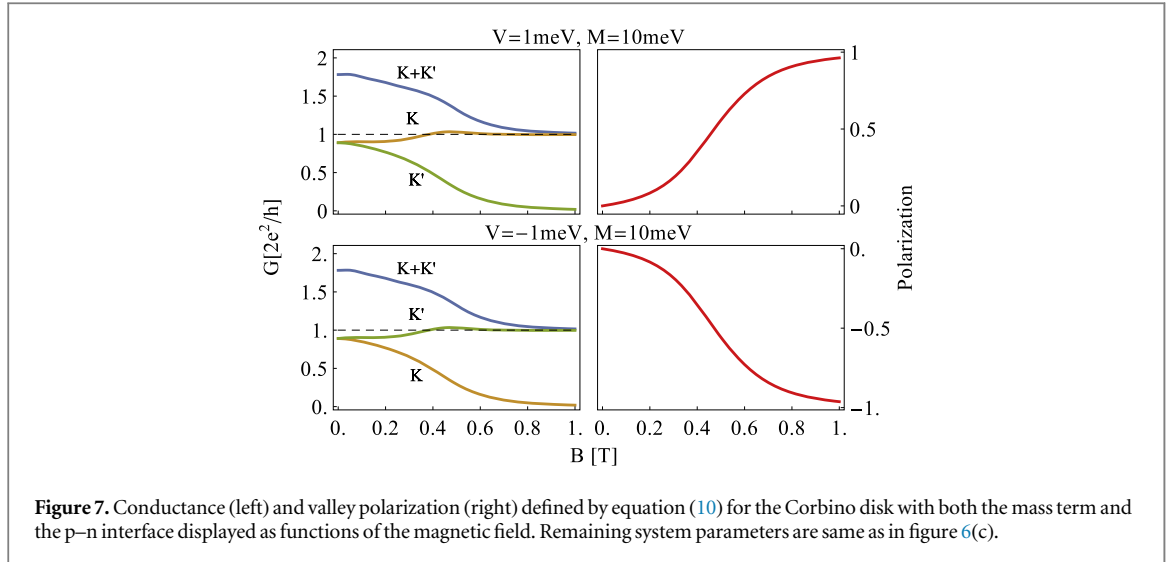 V=1meV, M=10meV
2
1.5
1
0.5
0
K+K'
K
K'
1
0.5
0
V=−1meV, M=10meV
2.
1.5
1.
0.5
0.
K+K'
K'
K
0.
−0.5
−1.
G[2e²/h]
Polarization
0. 0.2 0.4 0.6 0.8 1. 0. 0.2 0.4 0.6 0.8 1.
B [T]
Figure 7. Conductance (left) and valley polarization (right) defined by equation (10) for the Corbino disk with both the mass term and
the p–n interface displayed as functions of the magnetic field. Remaining system parameters are same as in figure 6(c).